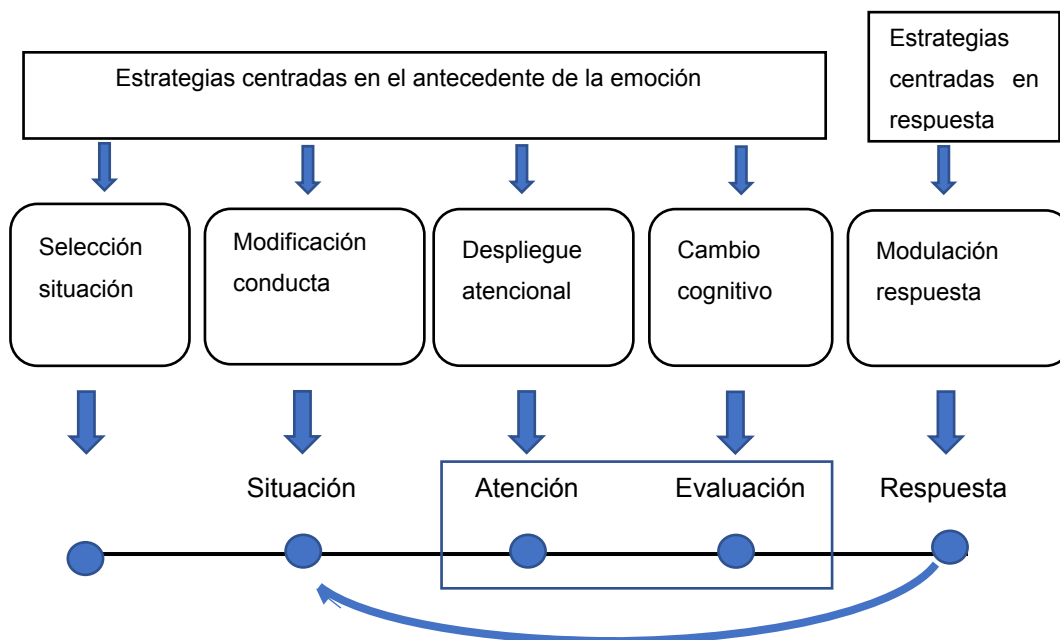 Estrategias centradas en el antecedente de la emoción
Estrategias
centradas en
respuesta
Selección
situación
Modificación
conducta
Despliegue
atencional
Cambio
cognitivo
Modulación
respuesta
Situación
Atención
Evaluación
Respuesta